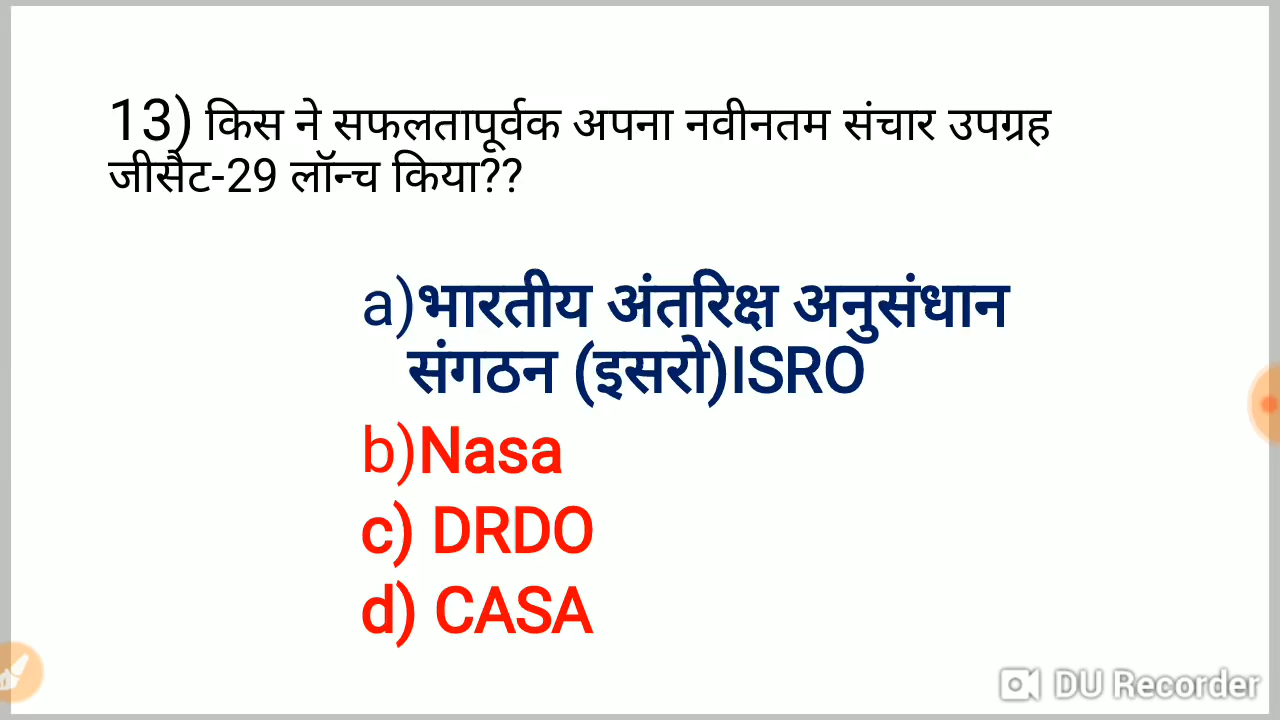 13) किस ने सफलतापूर्वक अपना नवीनतम संचार उपग्रह
जीसैट-29 लॉन्च किया??
a)भारतीय अंतरिक्ष अनुसंधान
संगठन (इसरो)ISRO
b)Nasa
c) DRDO
d) CASA
DU Recorder